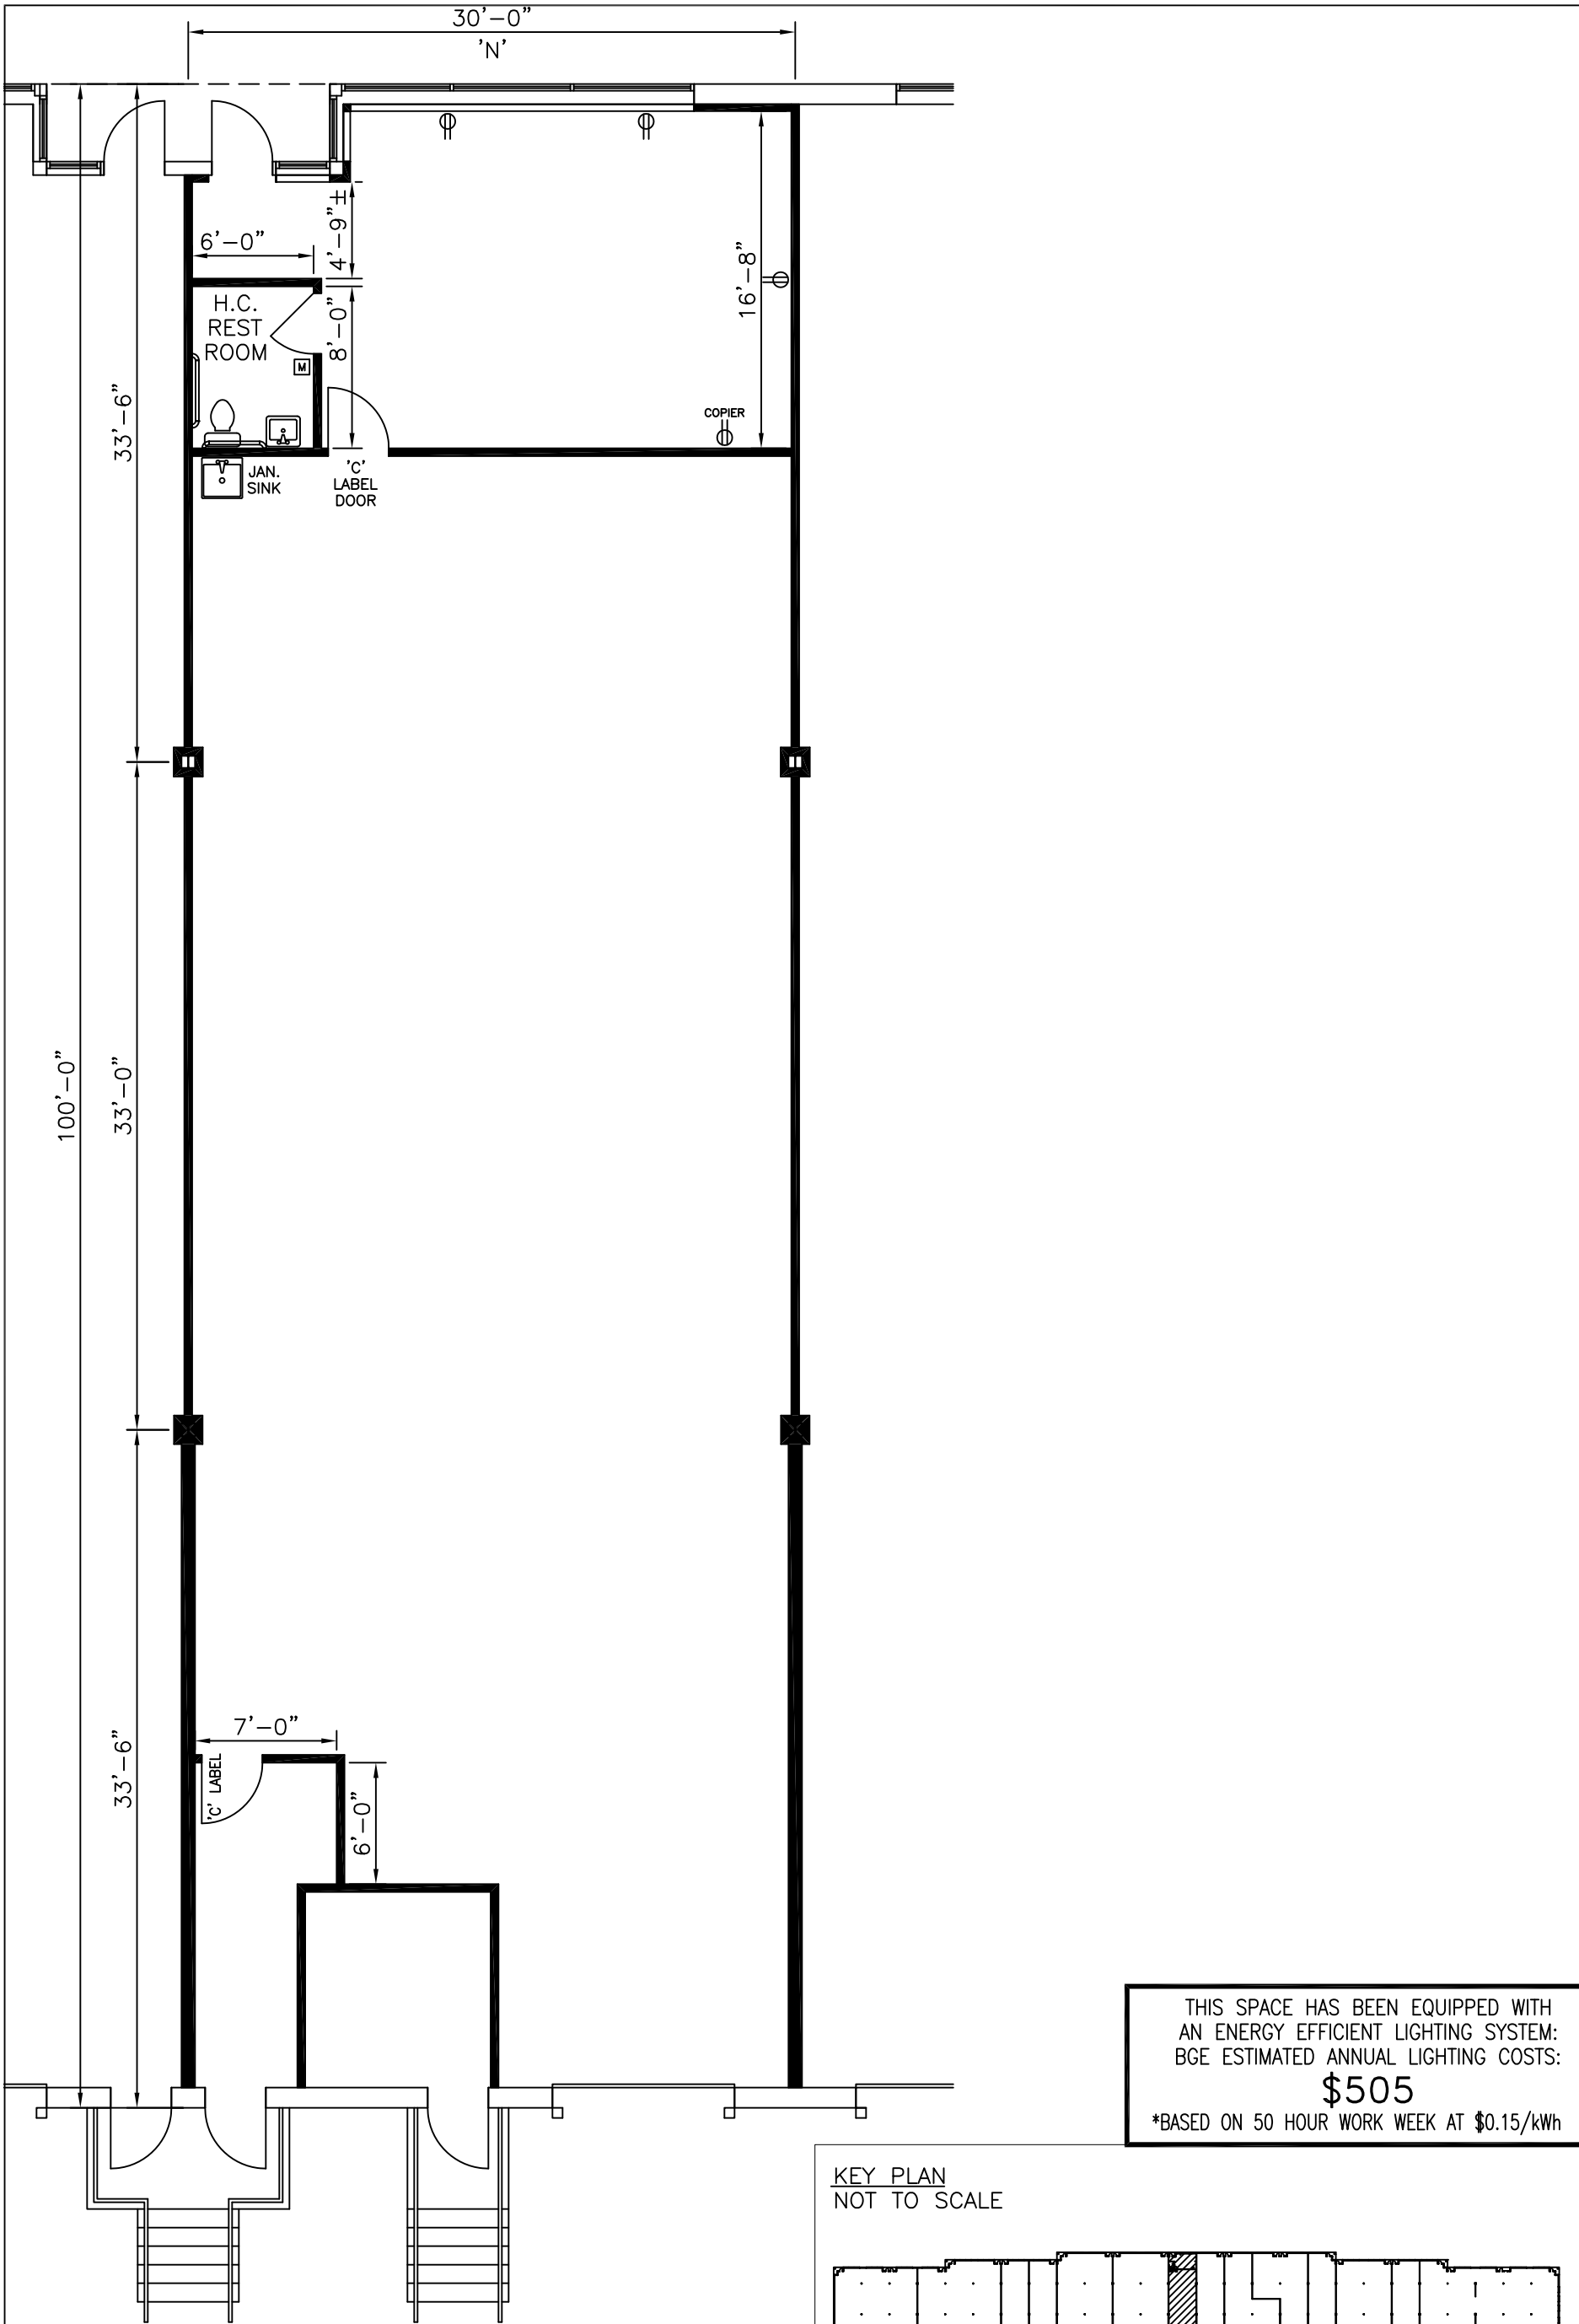 30'-0"
'N'
4'-9"±
6'-0"
16'-8"
H.C.
REST
ROOM
8'-0"
M
33'-6"
COPIER
JAN.
SINK
'C'
LABEL
DOOR
100'-0"
33'-0"
7'-0"
33'-6"
'C' LABEL
6'-0"
THIS SPACE HAS BEEN EQUIPPED WITH
AN ENERGY EFFICIENT LIGHTING SYSTEM:
BGE ESTIMATED ANNUAL LIGHTING COSTS:
$505
*BASED ON 50 HOUR WORK WEEK AT $0.15/kWh
KEY PLAN
NOT TO SCALE